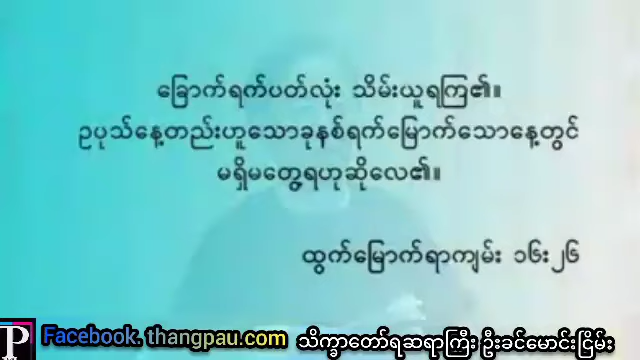 ခြောက်ရက်ပတ်လုံး သိမ်းယူရကြ၏။
ဥပုသ်နေ့တည်းဟူသောခုနစ်ရက်မြောက်သောနေ့တွင်
မရှိမတွေ့ရဟုဆိုလေ၏။
ထွက်မြောက်ရာကျမ်း ၁၆း၂၆
Facebook. thangpau.com သိက္ခာတော်ရဆရာကြီး ဦးခင်မောင်ငြိမ်း